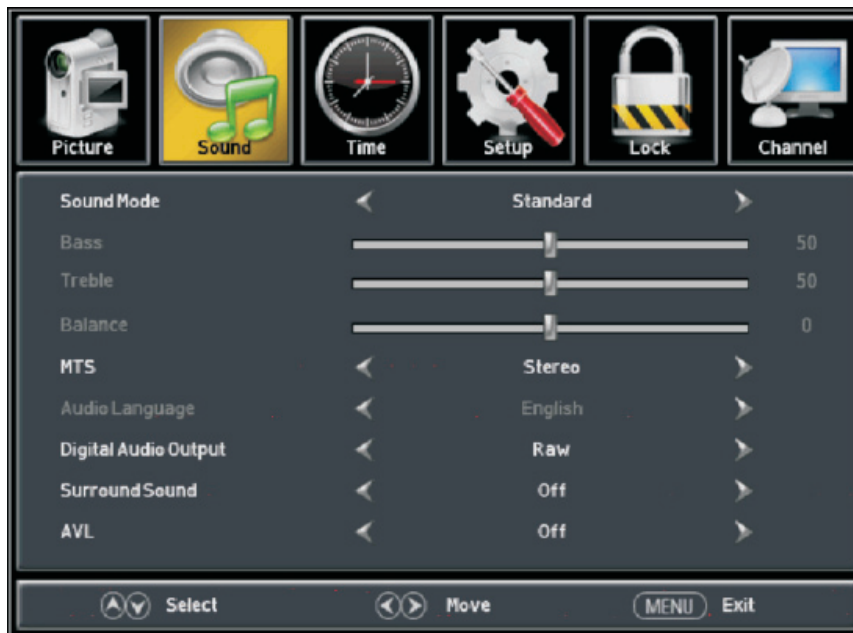 Picture Sound Time Setup Lock Channel
Sound Mode Standard
Bass 50
Treble 50
Balance 0
MTS Stereo
Audio Language English
Digital Audio Output Raw
Surround Sound Off
AVL Off
Select Move MENU Exit